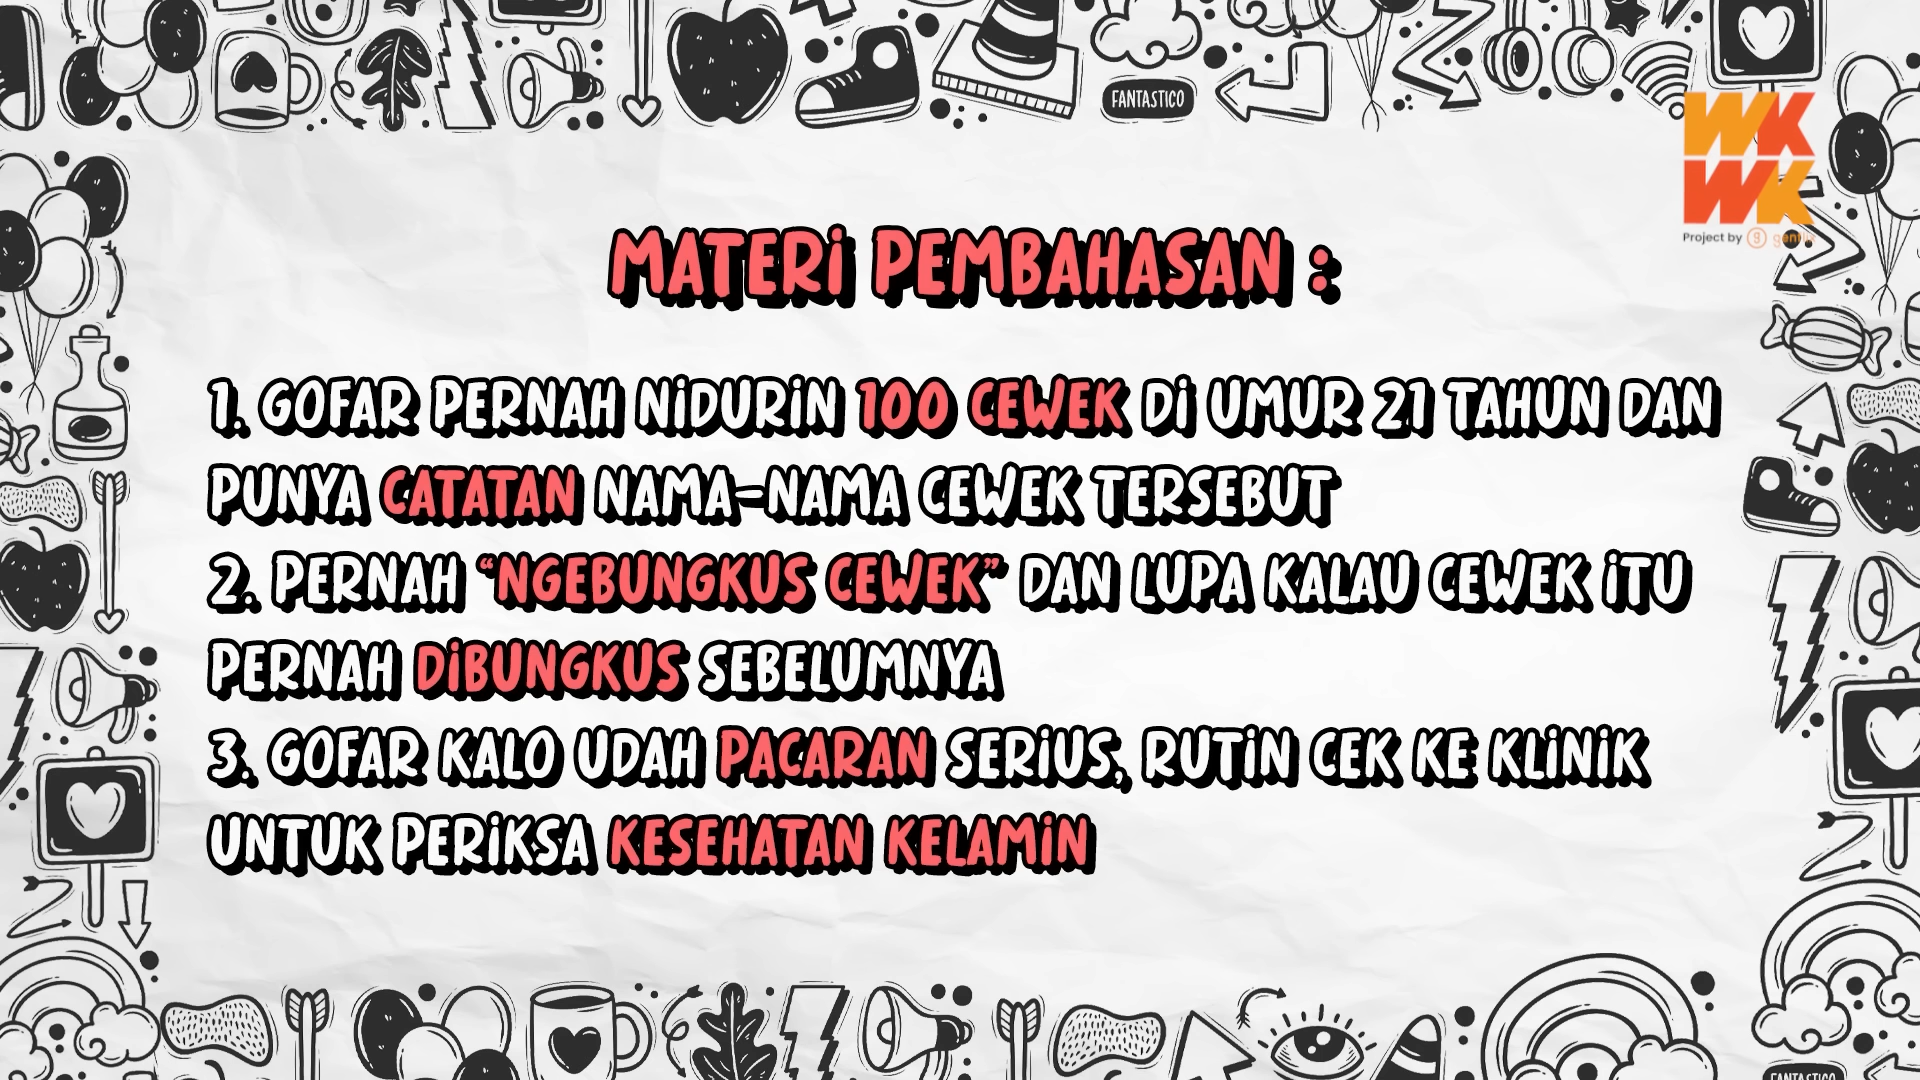 FANTASTICO
WK
WK
Project by
MATERI PEMBAHASAN :
1. GOFAR PERNAH NIDURIN 100 CEWEK DI UMUR 21 TAHUN DAN
PUNYA CATATAN NAMA-NAMA CEWEK TERSEBUT
2. PERNAH “NGEBUNGKUS CEWEK” DAN LUPA KALAU CEWEK ITU
PERNAH DIBUNGKUS SEBELUMNYA
3. GOFAR KALO UDAH PACARAN SERIUS, RUTIN CEK KE KLINIK
UNTUK PERIKSA KESEHATAN KELAMIN
FANTASTICO